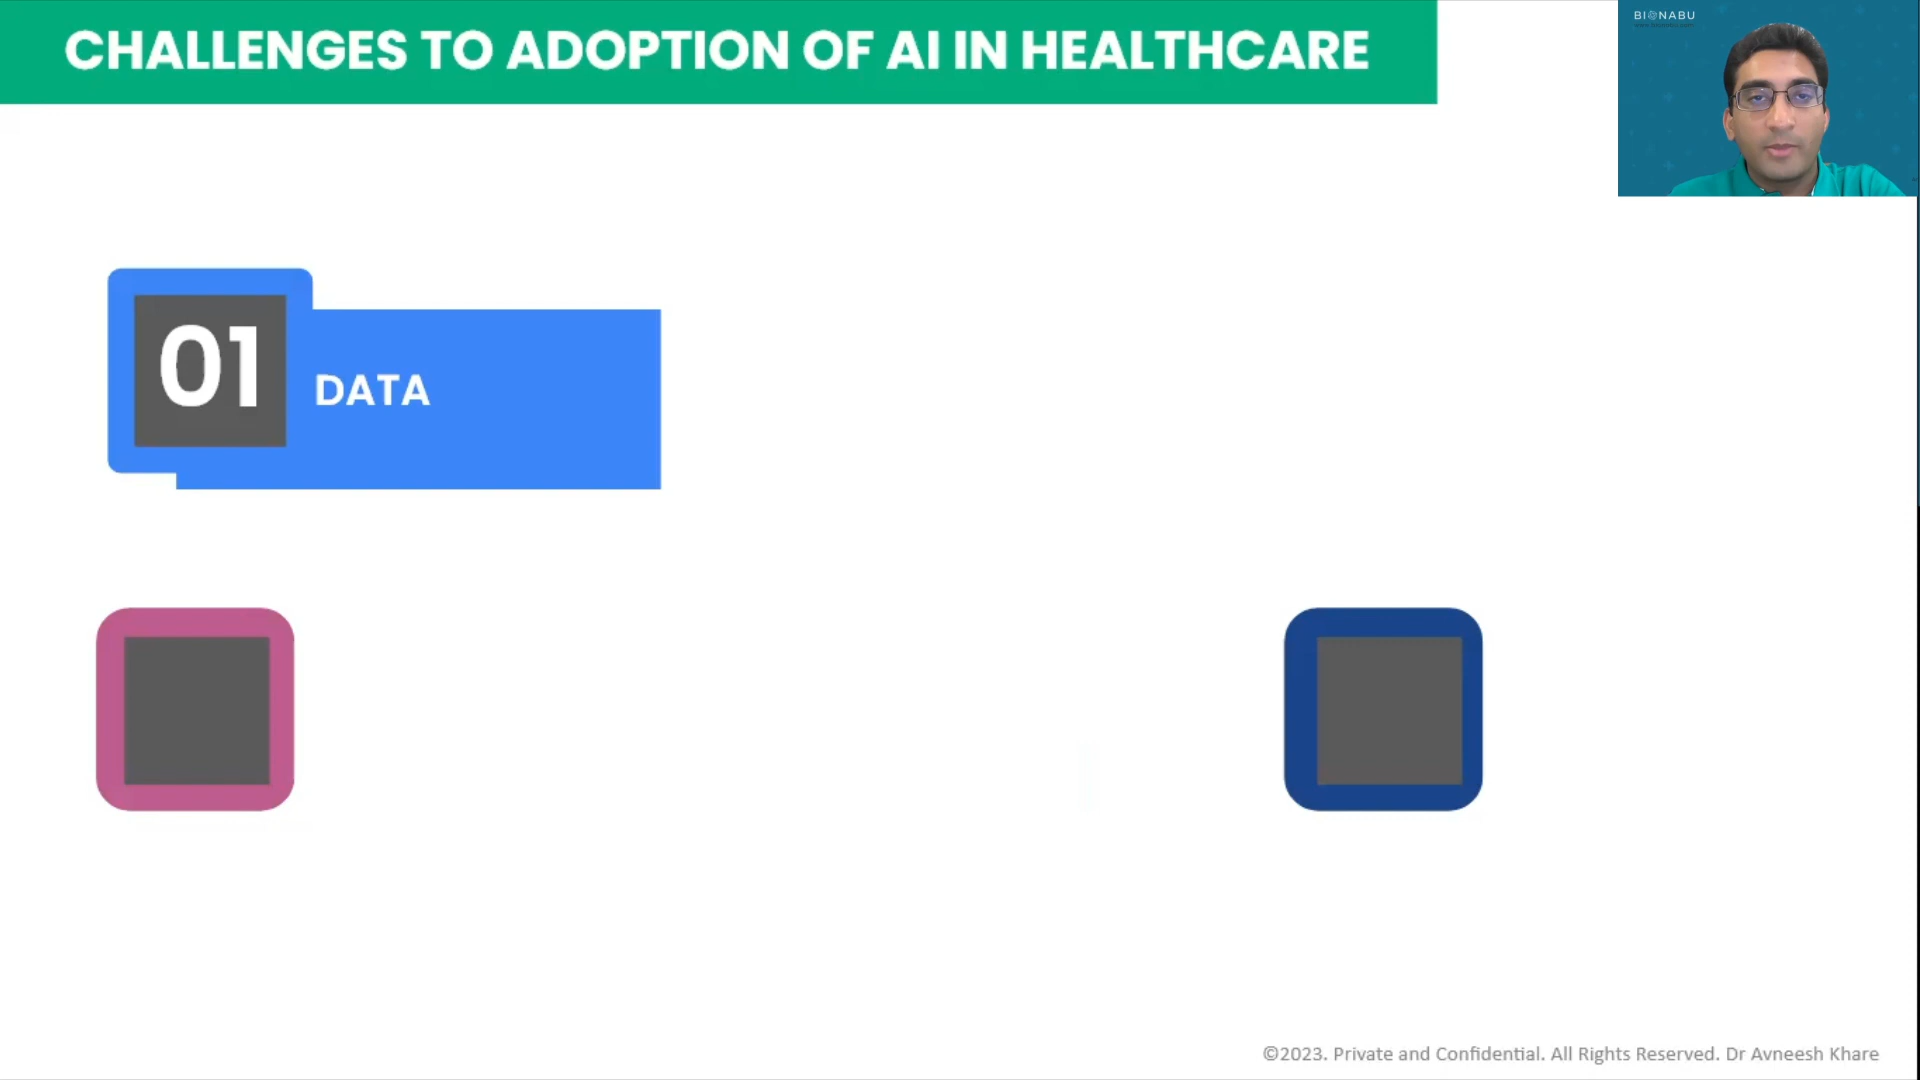 CHALLENGES TO ADOPTION OF AI IN HEALTHCARE
BIONABU
01
DATA
©2023. Private and Confidential. All Rights Reserved. Dr Avneesh Khare